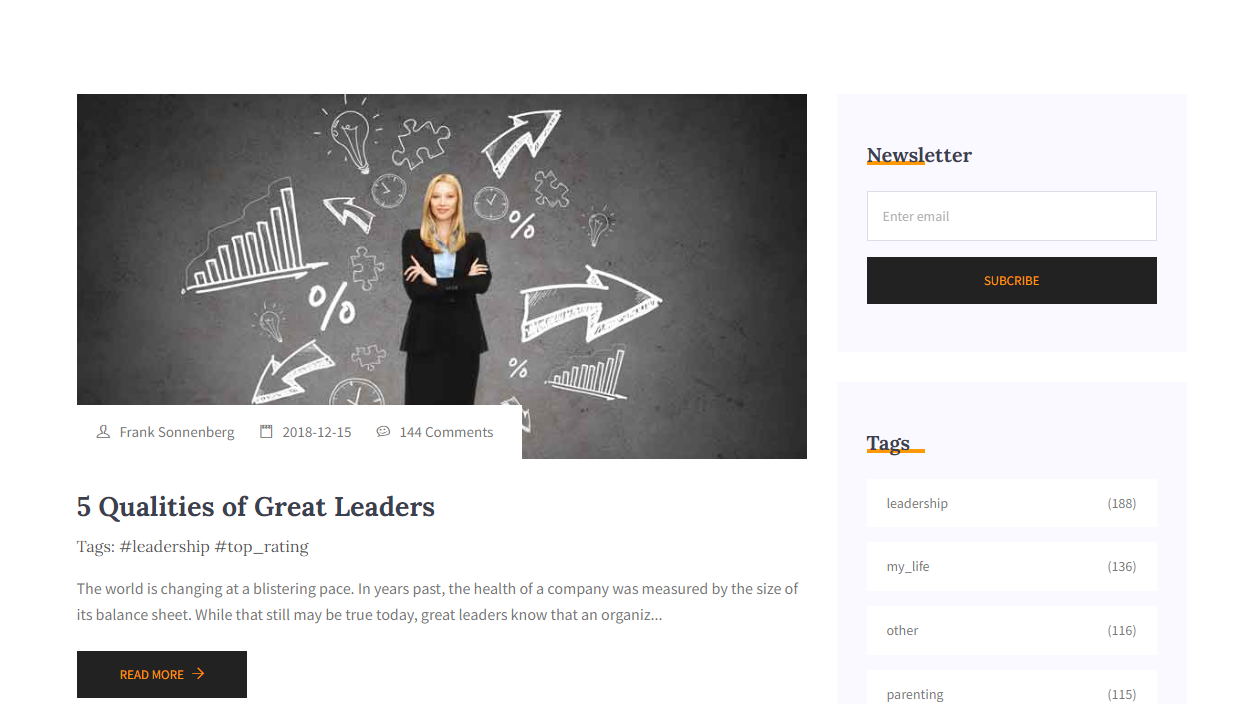 %
%
%
Frank Sonnenberg 2018-12-15 144 Comments
5 Qualities of Great Leaders
Tags: #leadership #top_rating
The world is changing at a blistering pace. In years past, the health of a company was measured by the size of
its balance sheet. While that still may be true today, great leaders know that an organiz...
READ MORE
Newsletter
Enter email
SUBCRIBE
Tags
leadership (188)
my_life (136)
other (116)
parenting (115)